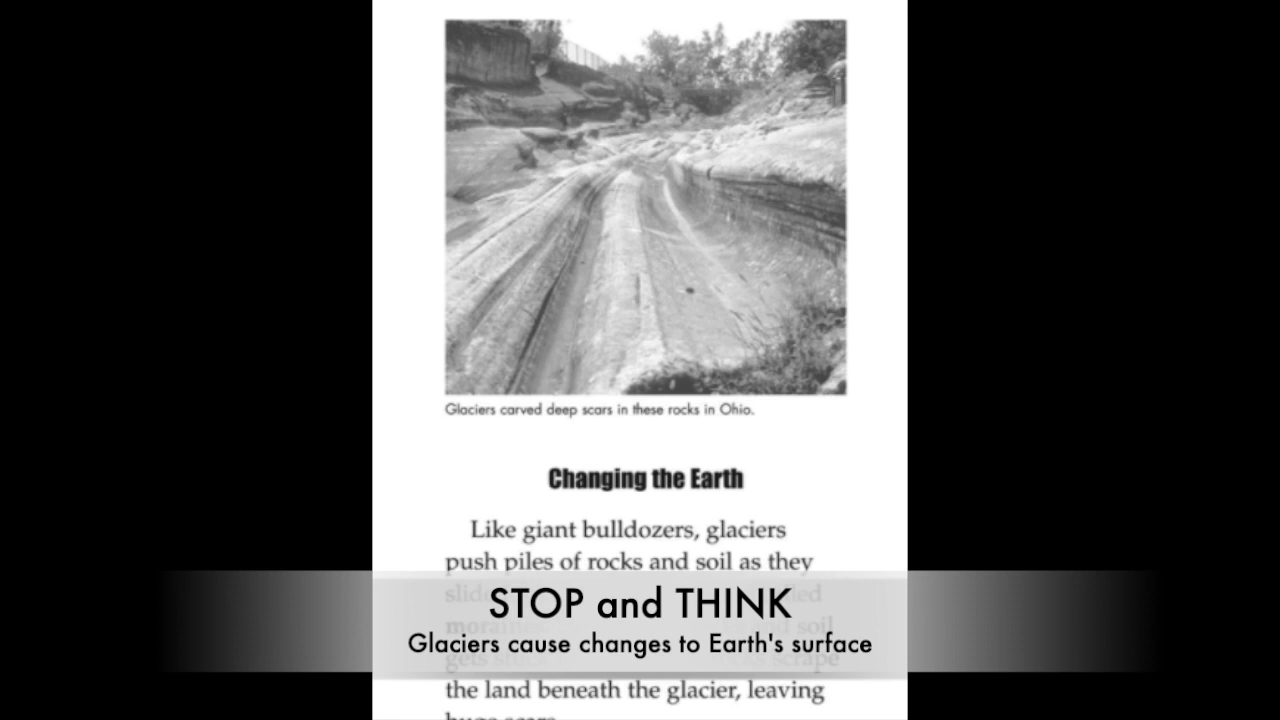 Glaciers carved deep scars in these rocks in Ohio.
Changing the Earth
Like giant bulldozers, glaciers
push piles of rocks and soil as they
STOP and THINK
Glaciers cause changes to Earth's surface
the land beneath the glacier, leaving